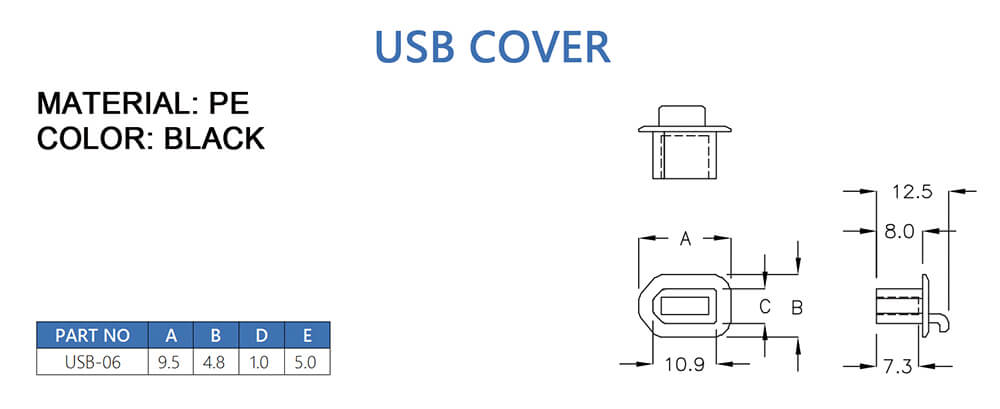 USB COVER
MATERIAL: PE
COLOR: BLACK
12.5
8.0
A
C
B
10.9
7.3
PART NO A B D E
USB-06 9.5 4.8 1.0 5.0